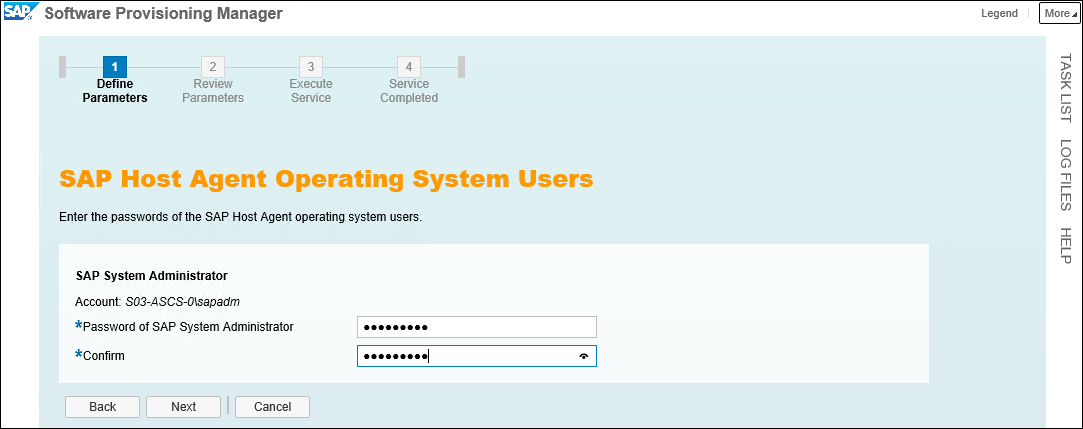 SAP Software Provisioning Manager Legend More
1 2 3 4
Define Review Execute Service
Parameters Parameters Service Completed
SAP Host Agent Operating System Users
Enter the passwords of the SAP Host Agent operating system users.
SAP System Administrator
Account: S03-ASCS-0\sapadm
*Password of SAP System Administrator ●●●●●●●●●
*Confirm ●●●●●●●●●
Back Next Cancel
TASK LIST
LOG FILES
HELP